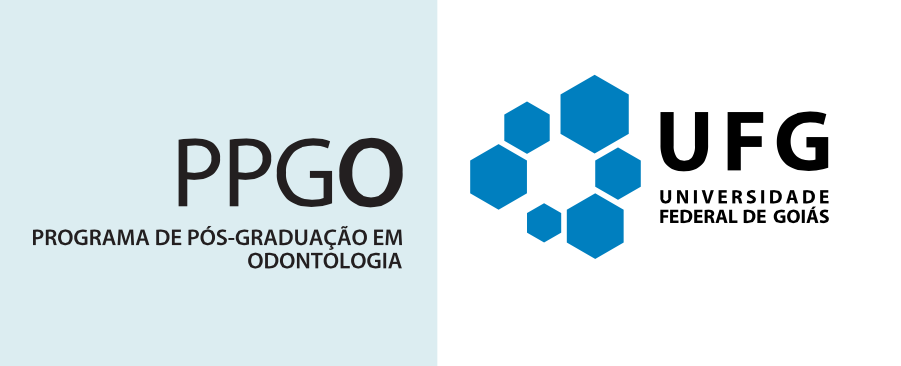 PPGO
PROGRAMA DE PÓS-GRADUAÇÃO EM
ODONTOLOGIA
UFG
UNIVERSIDADE
FEDERAL DE GOIÁS